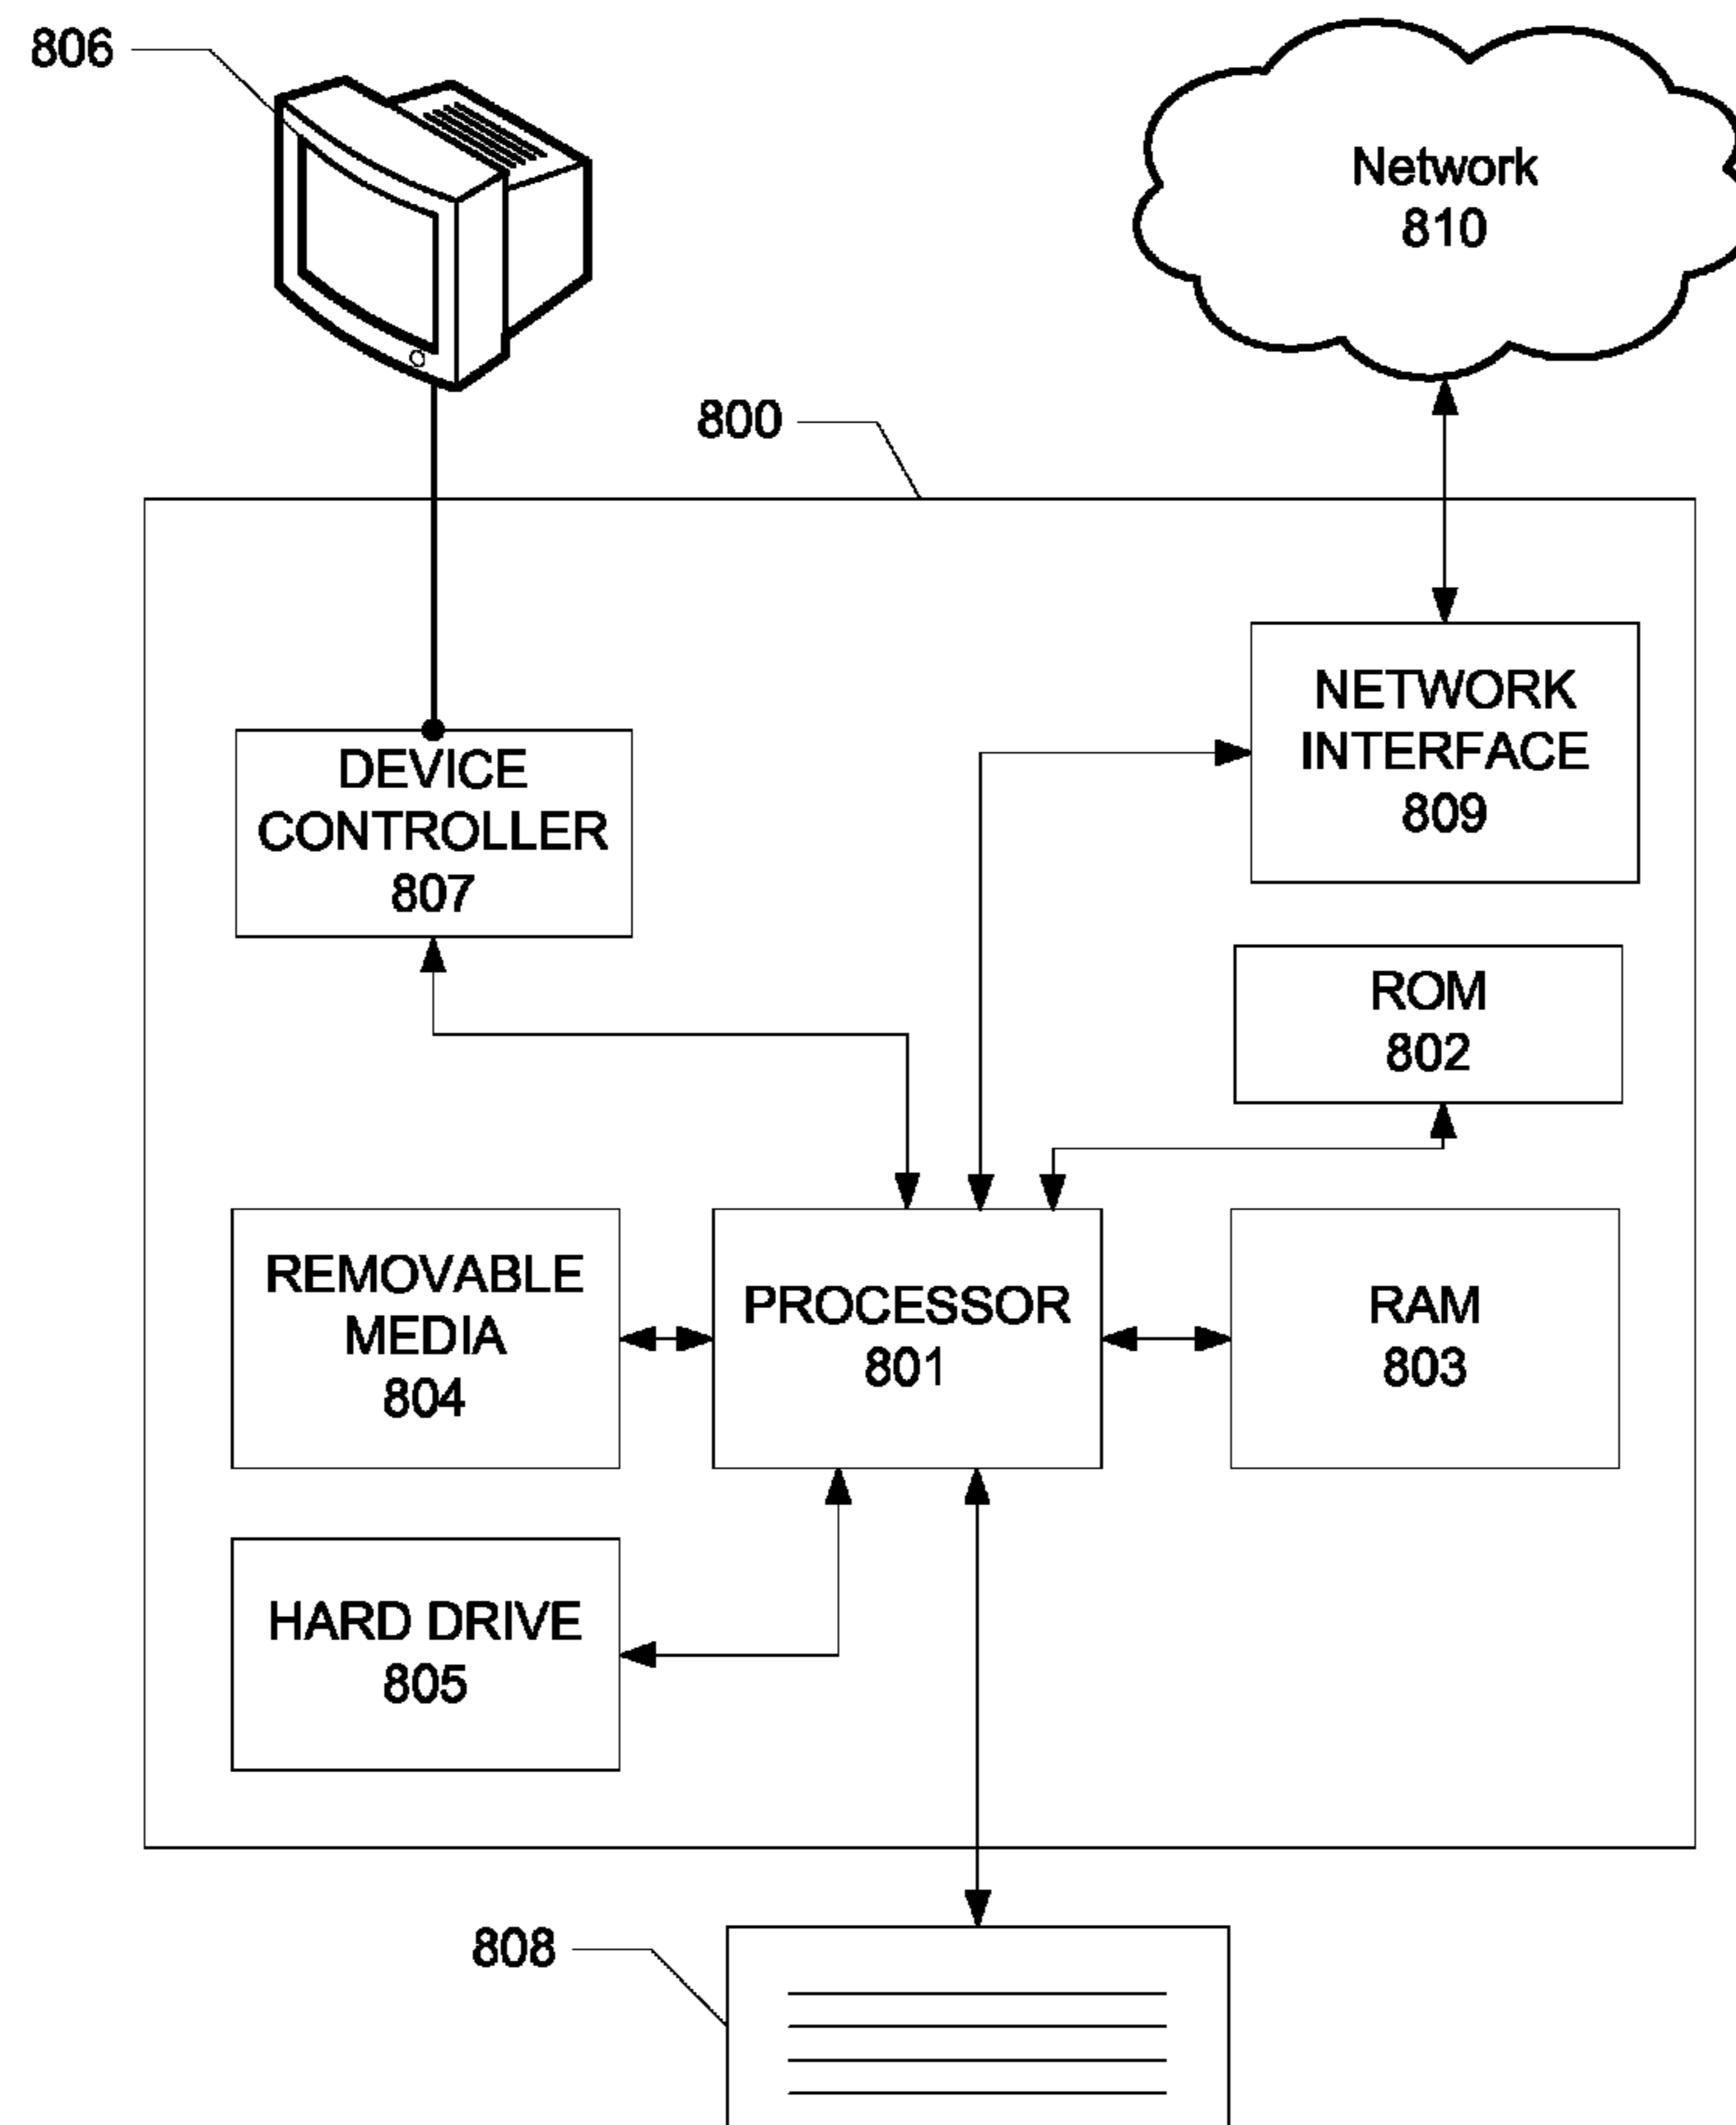 806
Network
810
800
NETWORK
INTERFACE
809
DEVICE
CONTROLLER
807
ROM
802
REMOVABLE
MEDIA
804
PROCESSOR
801
RAM
803
HARD DRIVE
805
808